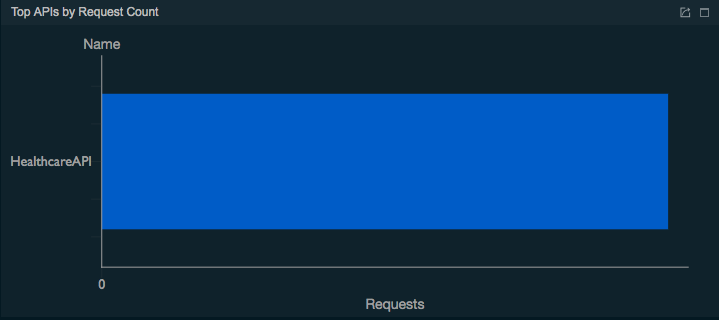 Top APIs by Request Count
Name
HealthcareAPI
0
Requests